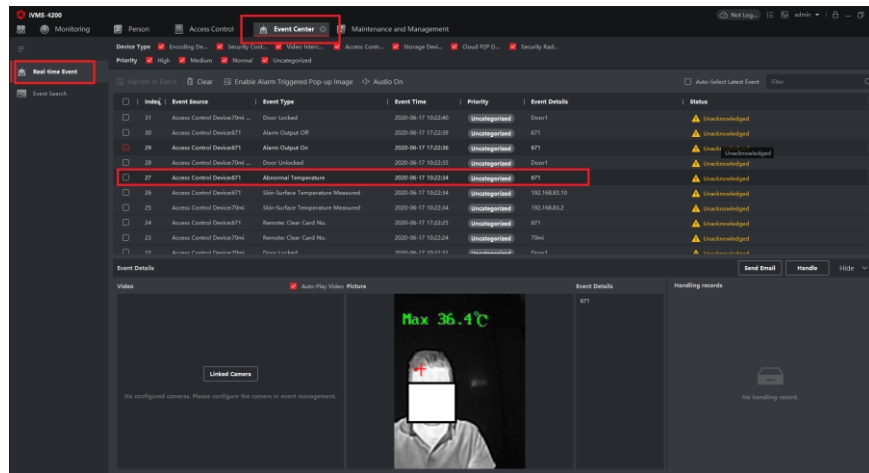 iVMS-4200
Not Log... admin
Monitoring Person Access Control Event Center Maintenance and Management
Real-time Event
Event Search
Device Type Encoding De... Security Cont... Video Interc... Access Contr... Storage Devi... Cloud P2P D... Security Rad...
Priority High Medium Normal Uncategorized
Handle in Batch Clear Enable Alarm Triggered Pop-up Image Audio On Auto-Select Latest Event Filter
Index Event Source Event Type Event Time Priority Event Details Status
31 Access Control Device70mi ... Door Locked 2020-06-17 10:22:40 Uncategorized Door1 Unacknowledged
30 Access Control Device671 Alarm Output Off 2020-06-17 17:22:39 Uncategorized 671 Unacknowledged
29 Access Control Device671 Alarm Output On 2020-06-17 17:22:36 Uncategorized 671
Unacknowledged
28 Access Control Device70mi ... Door Unlocked 2020-06-17 10:22:35 Uncategorized Door1 Unacknowledged
27 Access Control Device671 Abnormal Temperature 2020-06-17 10:22:34 Uncategorized 671 Unacknowledged
26 Access Control Device671 Skin-Surface Temperature Measured 2020-06-17 10:22:34 Uncategorized 192.168.83.10 Unacknowledged
25 Access Control Device70mi Skin-Surface Temperature Measured 2020-06-17 10:22:34 Uncategorized 192.168.83.2 Unacknowledged
24 Access Control Device671 Remote: Clear Card No. 2020-06-17 17:22:25 Uncategorized 671 Unacknowledged
23 Access Control Device70mi Remote: Clear Card No. 2020-06-17 10:22:24 Uncategorized 70mi Unacknowledged
Event Details Send Email Handle Hide
Video Auto-Play Video Picture Event Details Handling records
671
Max 36.4℃
Linked Camera
No configured cameras. Please configure the camera in event management.
No handling record.